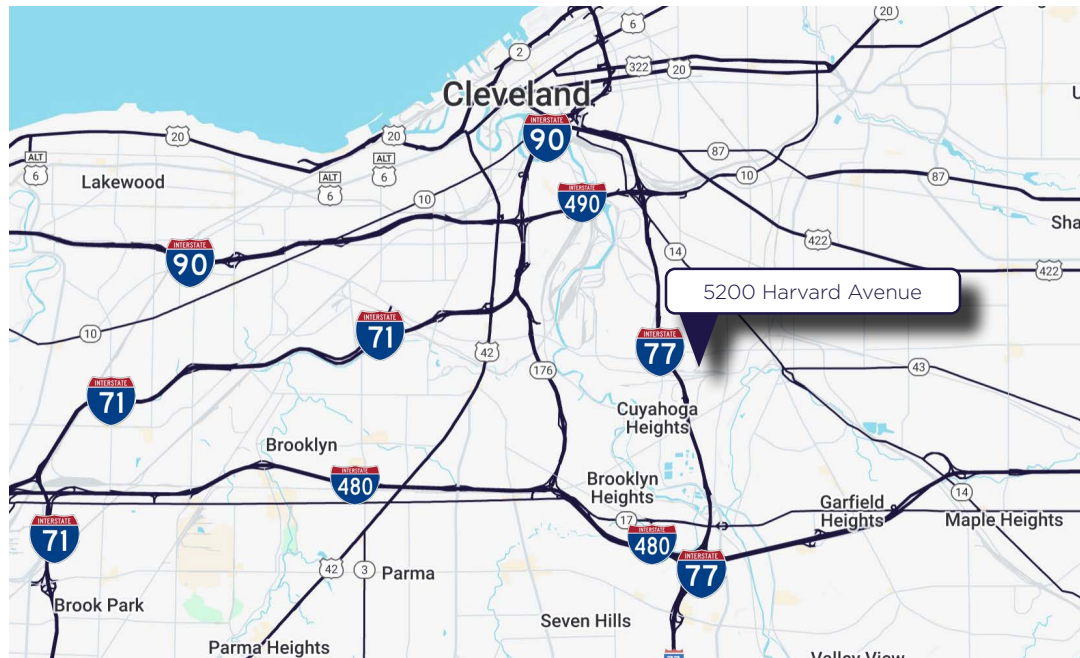 20
6
2
322
20
Cleveland
INTERSTATE
90
20
20
ALT
6
ALT
6
ALT
6
Lakewood
87
10
87
10
INTERSTATE
490
Sha
INTERSTATE
90
14
422
422
5200 Harvard Avenue
10
INTERSTATE
71
INTERSTATE
77
42
176
43
INTERSTATE
71
Cuyahoga
Heights
Brooklyn
INTERSTATE
480
Brooklyn
Heights
14
Garfield
Heights
Maple Heights
17
INTERSTATE
71
INTERSTATE
480
INTERSTATE
77
42
3
Parma
Brook Park
Seven Hills
Parma Heights
Valley View